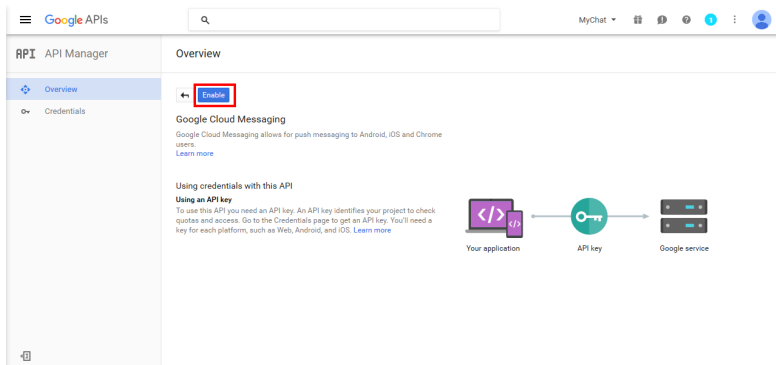 Google APIs
MyChat
1
API API Manager
Overview
Overview
Credentials
Enable
Google Cloud Messaging
Google Cloud Messaging allows for push messaging to Android, iOS and Chrome
users.
Learn more
Using credentials with this API
Using an API key
To use this API you need an API key. An API key identifies your project to check
quotas and access. Go to the Credentials page to get an API key. You'll need a
key for each platform, such as Web, Android, and iOS. Learn more
</>
</>
Your application
API key
Google service